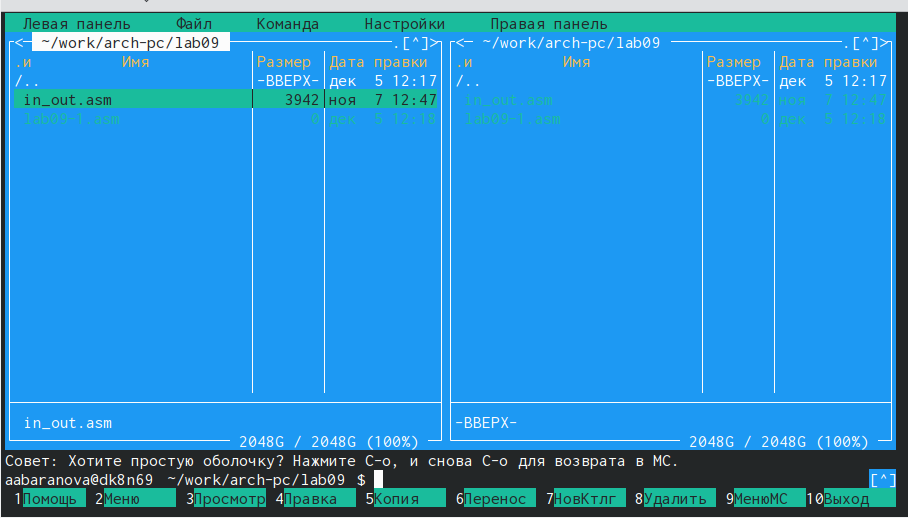 Левая панель Файл Команда Настройки Правая панель
<— ~/work/arch-pc/lab09 .[^]> <— ~/work/arch-pc/lab09 .[^]>
.и Имя Размер Дата правки .и Имя Размер Дата правки
/.. -ВВЕРХ- дек 5 12:17 /.. -ВВЕРХ- дек 5 12:17
in_out.asm 3942 ноя 7 12:47 in_out.asm 3942 ноя 7 12:47
lab09-1.asm 0 дек 5 12:18 lab09-1.asm 0 дек 5 12:18
in_out.asm -ВВЕРХ-
2048G / 2048G (100%) 2048G / 2048G (100%)
Совет: Хотите простую оболочку? Нажмите C-o, и снова C-o для возврата в MC.
aabaranova@dk8n69 ~/work/arch-pc/lab09 $ [^]
1Помощь 2Меню 3Просмотр 4Правка 5Копия 6Перенос 7НовКтлг 8Удалить 9МенюМС 10Выход